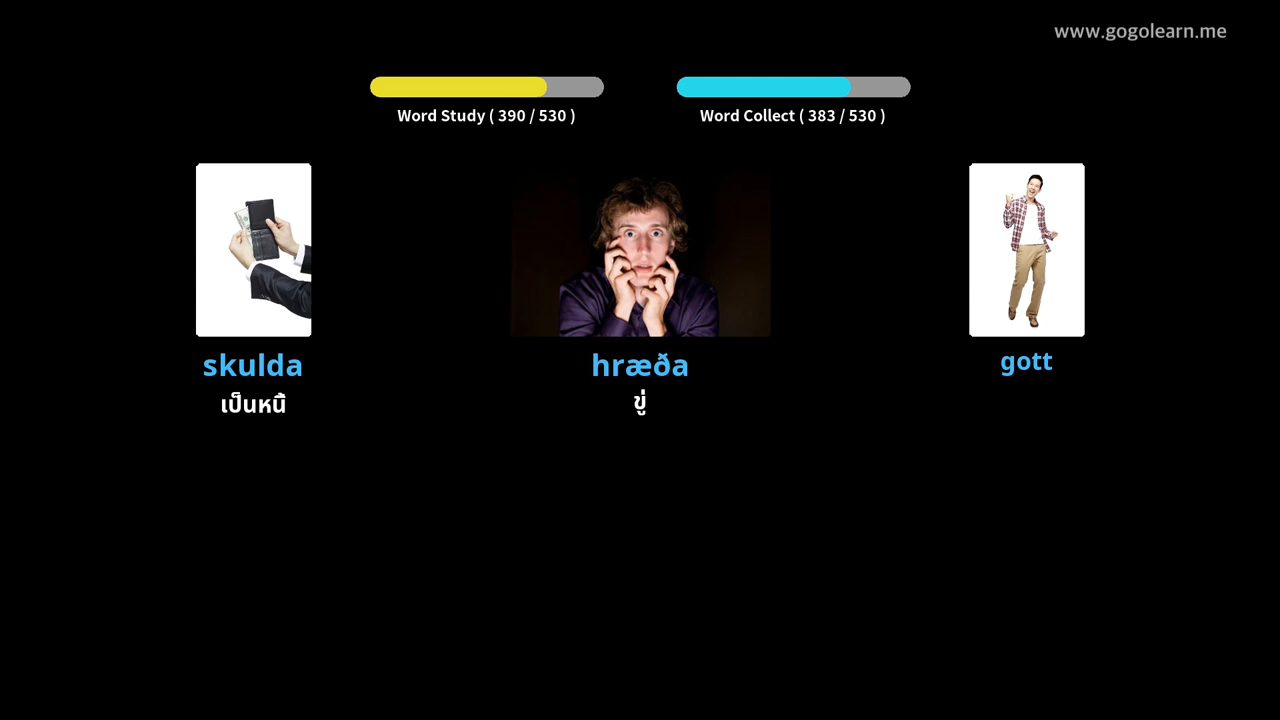 www.gogolearn.me
Word Study ( 390 / 530 )
Word Collect ( 383 / 530 )
skulda
hræða
gott
เป็นหนี้
ขู่